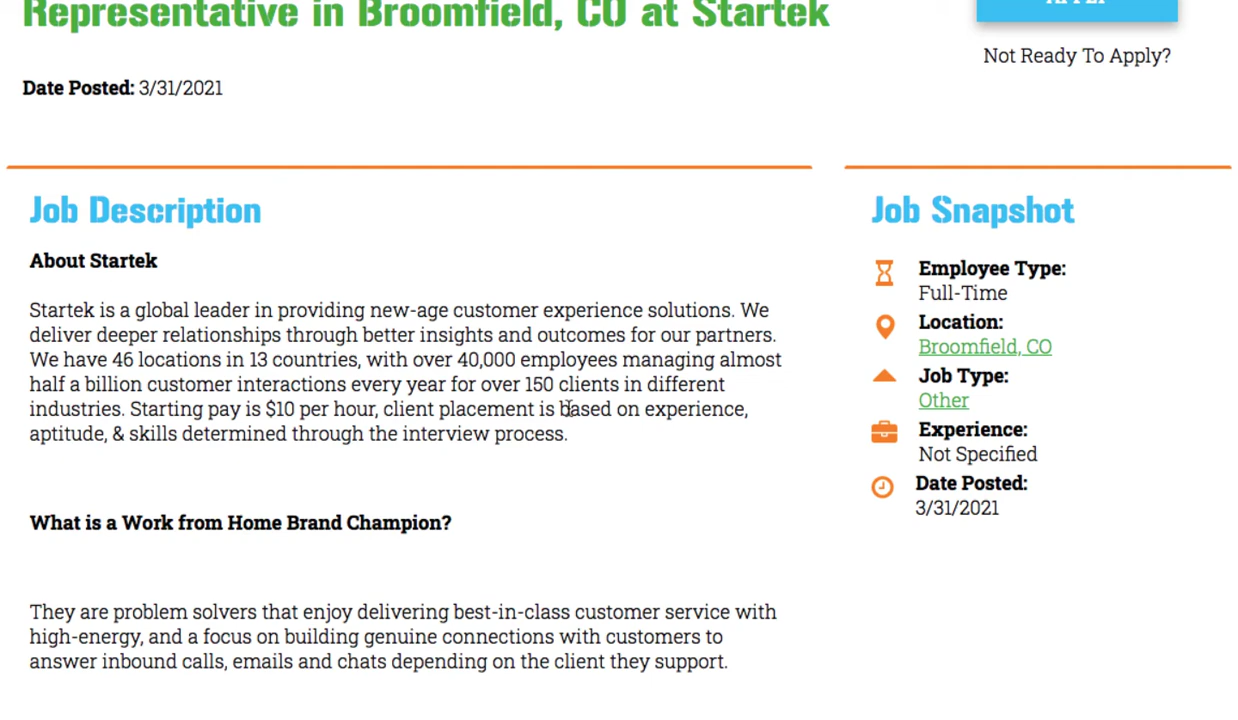 Representative in Broomfield, CO at Startek
APPLY
Not Ready To Apply?
Date Posted: 3/31/2021
Job Description
About Startek
Startek is a global leader in providing new-age customer experience solutions. We
deliver deeper relationships through better insights and outcomes for our partners.
We have 46 locations in 13 countries, with over 40,000 employees managing almost
half a billion customer interactions every year for over 150 clients in different
industries. Starting pay is $10 per hour, client placement is based on experience,
aptitude, & skills determined through the interview process.
What is a Work from Home Brand Champion?
They are problem solvers that enjoy delivering best-in-class customer service with
high-energy, and a focus on building genuine connections with customers to
answer inbound calls, emails and chats depending on the client they support.
Job Snapshot
Employee Type:
Full-Time
Location:
Broomfield, CO
Job Type:
Other
Experience:
Not Specified
Date Posted:
3/31/2021